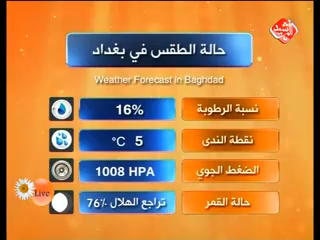 حالة الطقس في بغداد
Weather Forecast in Baghdad
نسبة الرطوبة 16%
نقطة الندى 5 °C
الضغط الجوي 1008 HPA
حالة القمر تراجع الهلال 76%
Live